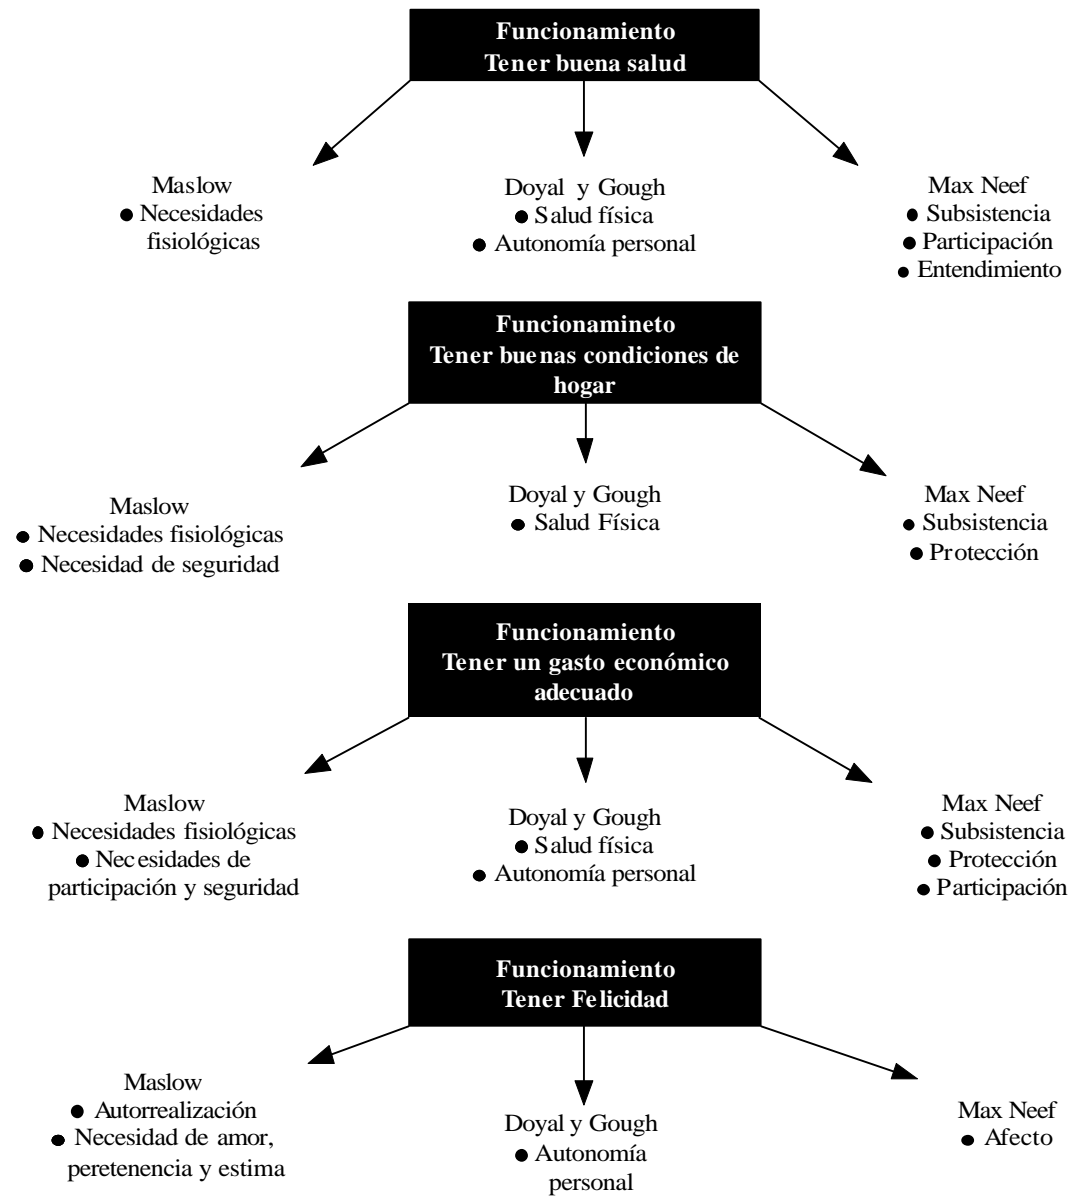 Funcionamiento
Tener buena salud
Maslow
● Necesidades
fisiológicas
Doyal y Gough
● Salud física
● Autonomía personal
Max Neef
● Subsistencia
● Participación
● Entendimiento
Funcionamineto
Tener buenas condiciones de
hogar
Maslow
● Necesidades fisiológicas
● Necesidad de seguridad
Doyal y Gough
● Salud Física
Max Neef
● Subsistencia
● Protección
Funcionamiento
Tener un gasto económico
adecuado
Maslow
● Necesidades fisiológicas
● Necesidades de
participación y seguridad
Doyal y Gough
● Salud física
● Autonomía personal
Max Neef
● Subsistencia
● Protección
● Participación
Funcionamiento
Tener Felicidad
Maslow
● Autorrealización
● Necesidad de amor,
peretenencia y estima
Doyal y Gough
● Autonomía
personal
Max Neef
● Afecto